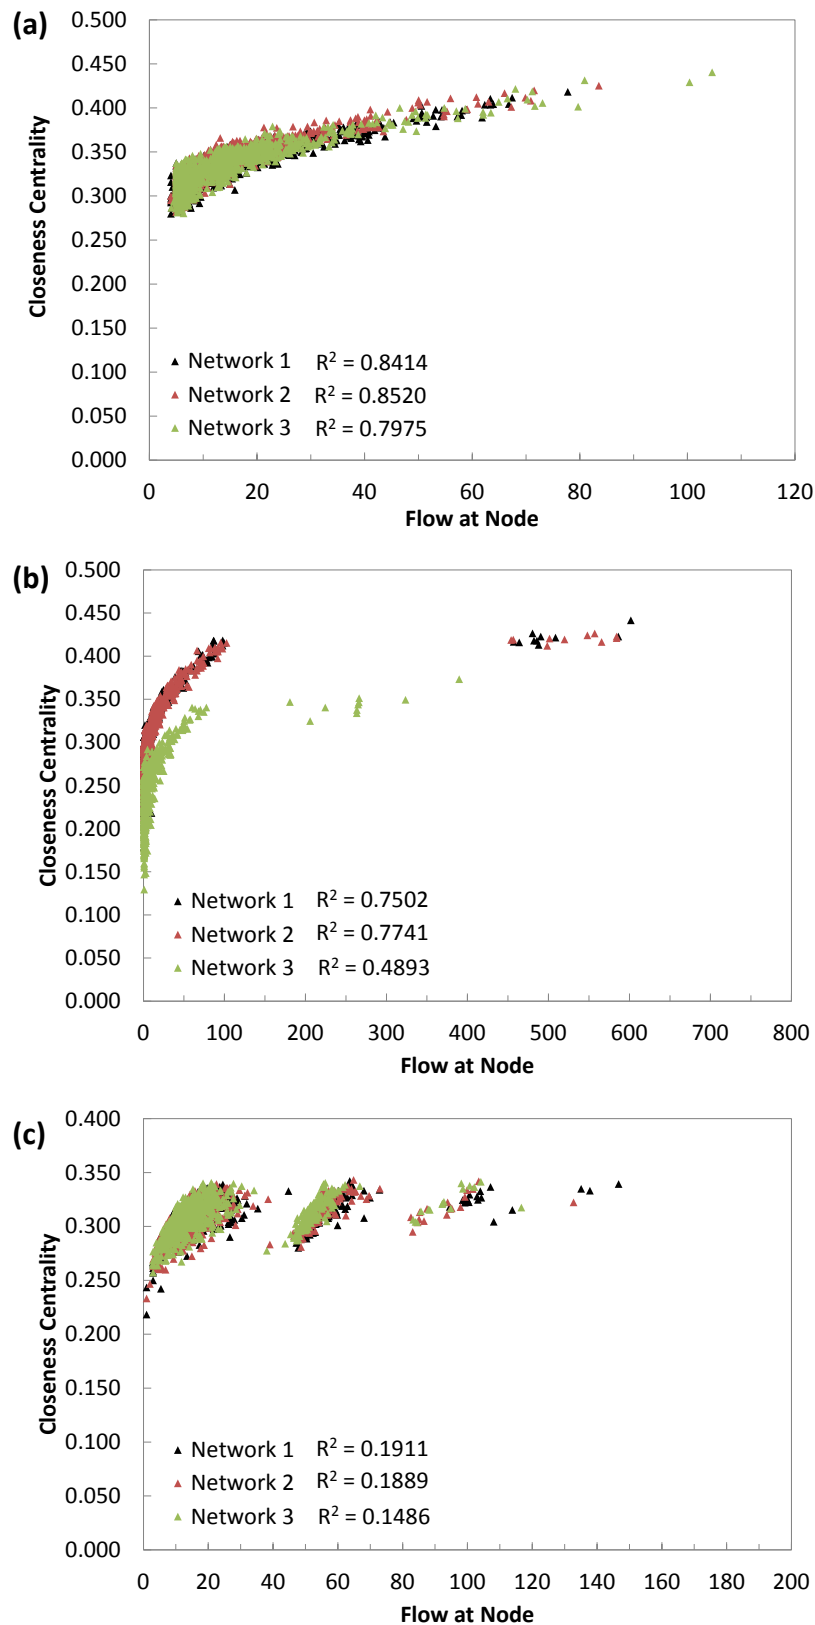 (a)
0.500
0.450
0.400
0.350
0.300
0.250
0.200
0.150
0.100
0.050
0.000
Closeness Centrality
Network 1 R² = 0.8414
Network 2 R² = 0.8520
Network 3 R² = 0.7975
0 20 40 60 80 100 120
Flow at Node
(b)
0.500
0.450
0.400
0.350
0.300
0.250
0.200
0.150
0.100
0.050
0.000
Closeness Centrality
Network 1 R² = 0.7502
Network 2 R² = 0.7741
Network 3 R² = 0.4893
0 100 200 300 400 500 600 700 800
Flow at Node
(c)
0.400
0.350
0.300
0.250
0.200
0.150
0.100
0.050
0.000
Closeness Centrality
Network 1 R² = 0.1911
Network 2 R² = 0.1889
Network 3 R² = 0.1486
0 20 40 60 80 100 120 140 160 180 200
Flow at Node